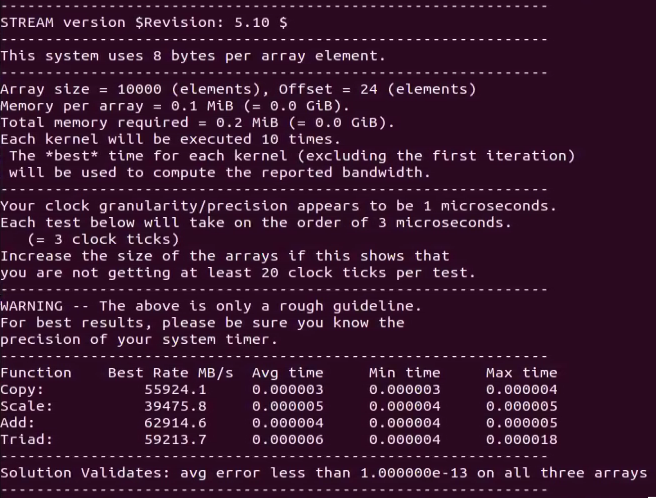 -------------------------------------------------------------
STREAM version $Revision: 5.10 $
-------------------------------------------------------------
This system uses 8 bytes per array element.
-------------------------------------------------------------
Array size = 10000 (elements), Offset = 24 (elements)
Memory per array = 0.1 MiB (= 0.0 GiB).
Total memory required = 0.2 MiB (= 0.0 GiB).
Each kernel will be executed 10 times.
 The *best* time for each kernel (excluding the first iteration)
 will be used to compute the reported bandwidth.
-------------------------------------------------------------
Your clock granularity/precision appears to be 1 microseconds.
Each test below will take on the order of 3 microseconds.
   (= 3 clock ticks)
Increase the size of the arrays if this shows that
you are not getting at least 20 clock ticks per test.
-------------------------------------------------------------
WARNING -- The above is only a rough guideline.
For best results, please be sure you know the
precision of your system timer.
-------------------------------------------------------------
Function    Best Rate MB/s  Avg time     Min time     Max time
Copy:           55924.1     0.000003     0.000003     0.000004
Scale:          39475.8     0.000005     0.000004     0.000005
Add:            62914.6     0.000004     0.000004     0.000005
Triad:          59213.7     0.000006     0.000004     0.000018
-------------------------------------------------------------
Solution Validates: avg error less than 1.000000e-13 on all three arrays
-------------------------------------------------------------